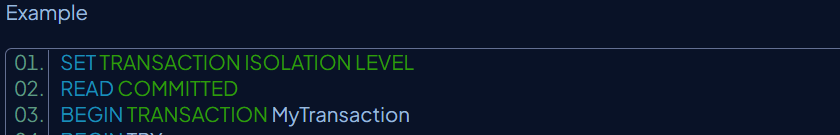 Example
01. SET TRANSACTION ISOLATION LEVEL
02. READ COMMITTED
03. BEGIN TRANSACTION MyTransaction